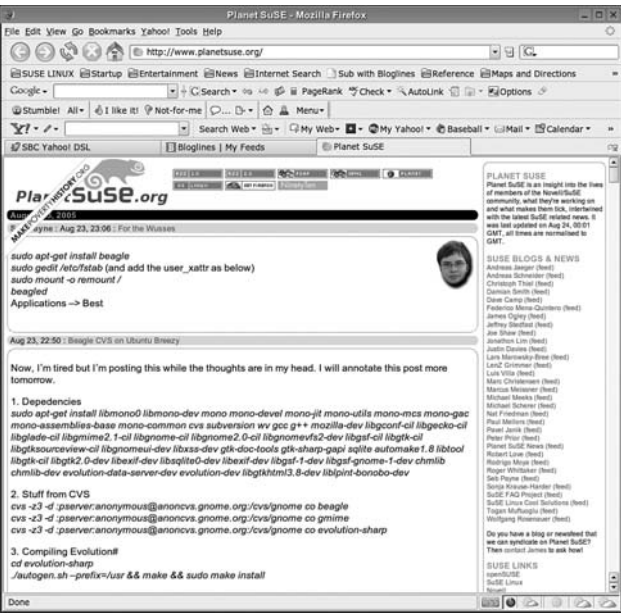 Planet SuSE - Mozilla Firefox
File Edit View Go Bookmarks Yahoo! Tools Help
http://www.planetsuse.org/
SUSE LINUX Startup Entertainment News Internet Search Sub with Bloglines Reference Maps and Directions
Google Search PageRank Check AutoLink Options
Stumble! All I like it! Not-for-me Menu
Y! Search Web My Web My Yahoo! Baseball Mail Calendar
SBC Yahoo! DSL Bloglines | My Feeds Planet SuSE
MAKEPOVERTYHISTORY.ORG
SuSE.org
2005
: Aug 23, 23:06 : For the Wusses
sudo apt-get install beagle
sudo gedit /etc/fstab (and add the user_xattr as below)
sudo mount -o remount /
beagled
Applications –> Best
Aug 23, 22:50 : Beagle CVS on Ubuntu Breezy
Now, I'm tired but I'm posting this while the thoughts are in my head. I will annotate this post more
tomorrow.
1. Depedencies
sudo apt-get install libmono0 libmono-dev mono mono-devel mono-jit mono-utils mono-mcs mono-gac
mono-assemblies-base mono-common cvs subversion wv gcc g++ mozilla-dev libgconf-cil libgecko-cil
libglade-cil libgmime2.1-cil libgnome-cil libgnome2.0-cil libgnomevfs2-dev libgsf-cil libgtk-cil
libgtksourceview-cil libgnomeui-dev libxss-dev gtk-doc-tools gtk-sharp-gapi sqlite automake1.8 libtool
libgtk-cil libgtk2.0-dev libexif-dev libsqlite0-dev libexif-dev libgsf-1-dev libgsf-gnome-1-dev chmlib
chmlib-dev evolution-data-server-dev evolution-dev libgtkhtml3.8-dev liblpint-bonobo-dev
2. Stuff from CVS
cvs -z3 -d :pserver:anonymous@anoncvs.gnome.org:/cvs/gnome co beagle
cvs -z3 -d :pserver:anonymous@anoncvs.gnome.org:/cvs/gnome co gmime
cvs -z3 -d :pserver:anonymous@anoncvs.gnome.org:/cvs/gnome co evolution-sharp
3. Compiling Evolution#
cd evolution-sharp
./autogen.sh –prefix=/usr && make && sudo make install
PLANET SUSE
Planet SuSE is an insight into the lives
of members of the Novell/SuSE
community, what they're working on
and what makes them tick, intertwined
with the latest SuSE related news. It
was last updated on Aug 24, 00:01
GMT, all times are normalised to
GMT.
SUSE BLOGS & NEWS
Andreas Jaeger (feed)
Andreas Schneider (feed)
Christoph Thiel (feed)
Damian Smith (feed)
Dave Camp (feed)
Federico Mena-Quintero (feed)
James Ogley (feed)
Jeffrey Stedfast (feed)
Joe Shaw (feed)
Jonathon Lim (feed)
Justin Davies (feed)
Lars Marowsky-Bree (feed)
LenZ Grimmer (feed)
Luis Villa (feed)
Marc Christensen (feed)
Marcus Meissner (feed)
Michael Meeks (feed)
Michael Scherer (feed)
Nat Friedman (feed)
Paul Mellors (feed)
Pavel Janik (feed)
Peter Prior (feed)
Planet SuSE News (feed)
Robert Love (feed)
Rodrigo Moya (feed)
Roger Whittaker (feed)
Seb Payne (feed)
Sonja Krause-Harder (feed)
SuSE FAQ Project (feed)
SuSE Linux Cool Solutions (feed)
Togan Muftuoglu (feed)
Wolfgang Rosenauer (feed)
Do you have a blog or newsfeed that
we can syndicate on Planet SuSE?
Then contact James to ask how!
SUSE LINKS
openSUSE
SuSE Linux
Novell
Done